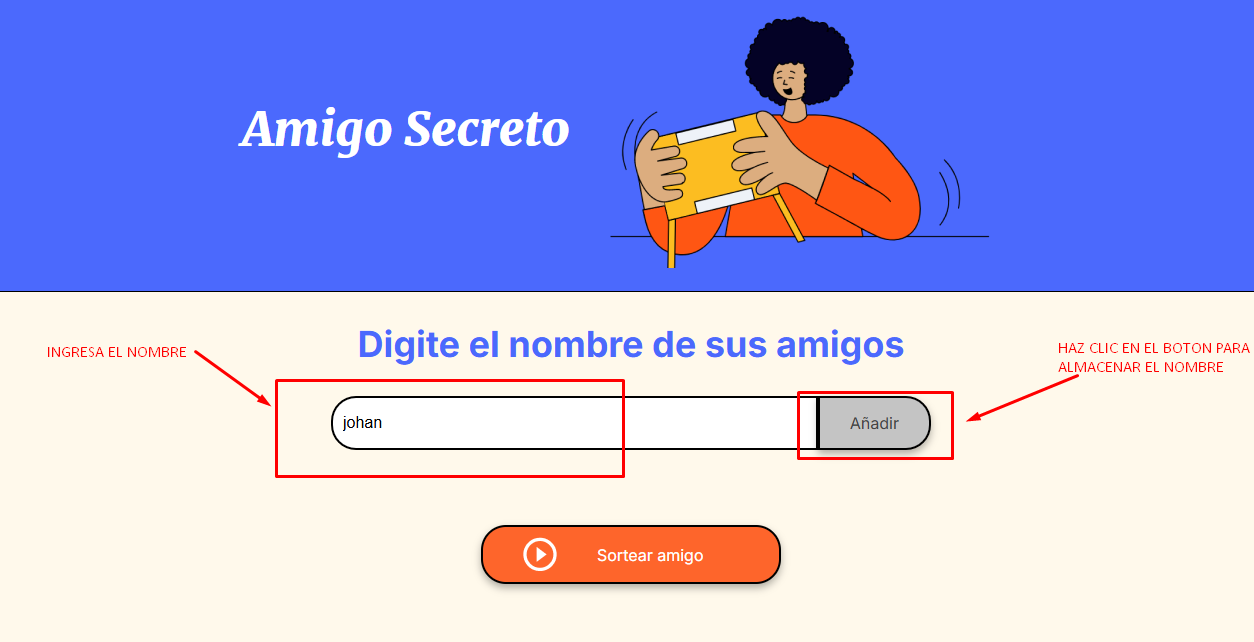 Amigo Secreto
Digite el nombre de sus amigos
INGRESA EL NOMBRE
HAZ CLIC EN EL BOTON PARA
ALMACENAR EL NOMBRE
johan
Añadir
Sortear amigo